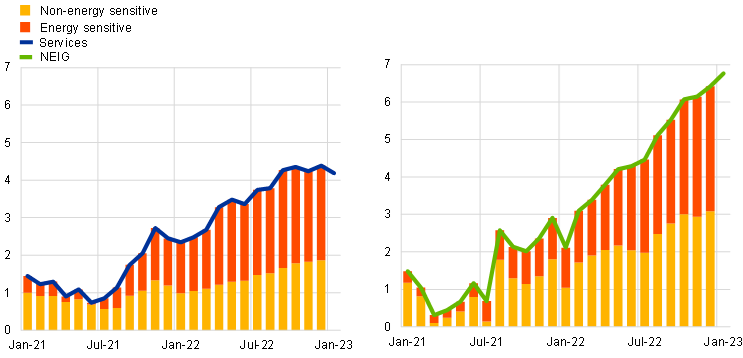 Non-energy sensitive
Energy sensitive
Services
NEIG
7
6
5
4
3
2
1
0
Jan-21 Jul-21 Jan-22 Jul-22 Jan-23
7
6
5
4
3
2
1
0
Jan-21 Jul-21 Jan-22 Jul-22 Jan-23